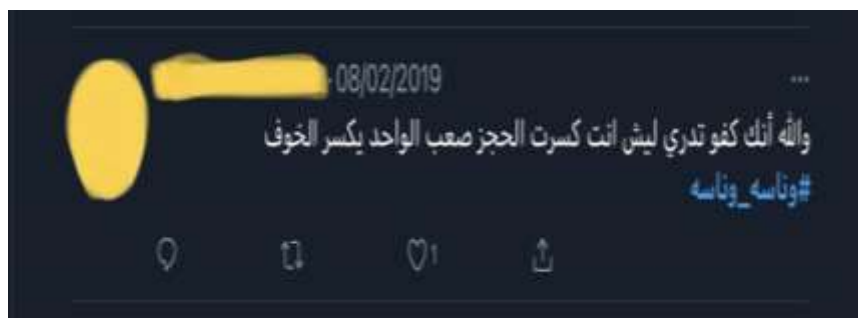 08/02/2019
والله أنك كفو تدري ليش انت كسرت الحجز صعب الواحد يكسر الخوف
#وناسه_وناسه
1